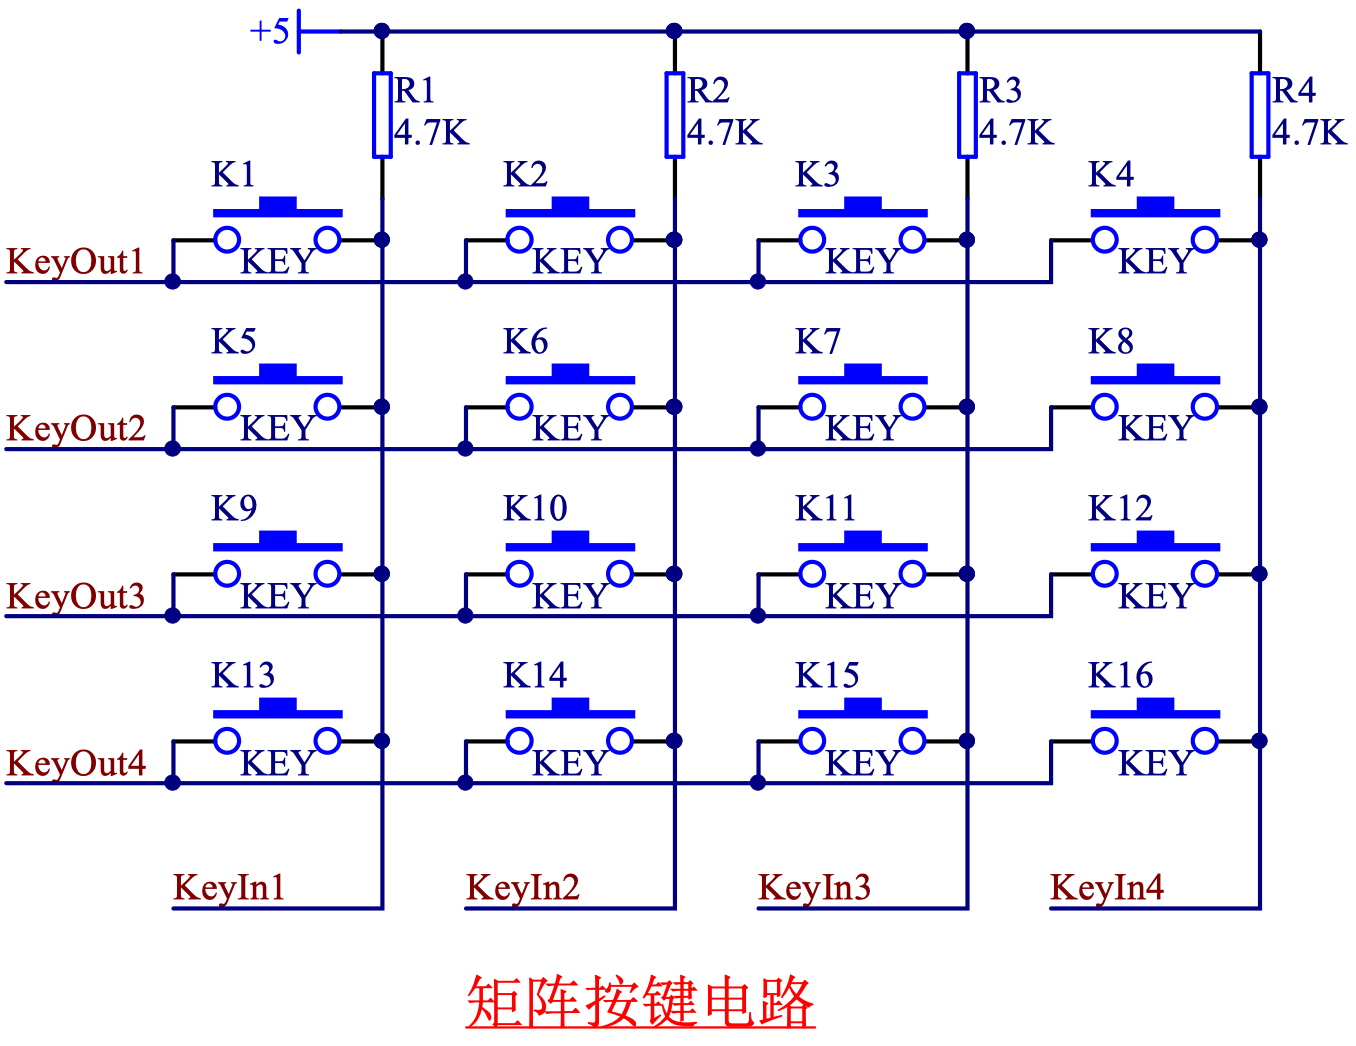 +5
R1 R2 R3 R4
4.7K 4.7K 4.7K 4.7K
K1 K2 K3 K4
KeyOut1 KEY KEY KEY KEY
K5 K6 K7 K8
KeyOut2 KEY KEY KEY KEY
K9 K10 K11 K12
KeyOut3 KEY KEY KEY KEY
K13 K14 K15 K16
KeyOut4 KEY KEY KEY KEY
KeyIn1 KeyIn2 KeyIn3 KeyIn4
矩阵按键电路